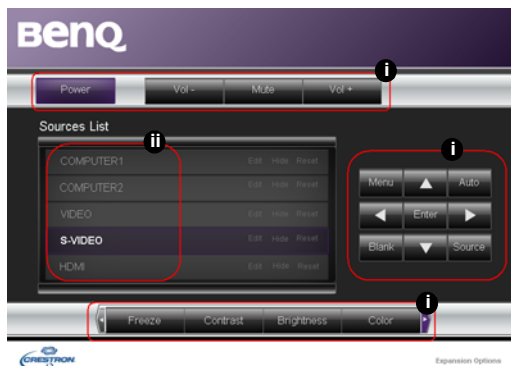 BenQ
i
Power Vol - Mute Vol +
Sources List
ii
i
COMPUTER1 Edit Hide Reset
COMPUTER2 Edit Hide Reset
VIDEO Edit Hide Reset
S-VIDEO Edit Hide Reset
HDMI Edit Hide Reset
Menu Auto
Enter
Blank Source
i
Freeze Contrast Brightness Color
CRESTRON Expansion Options